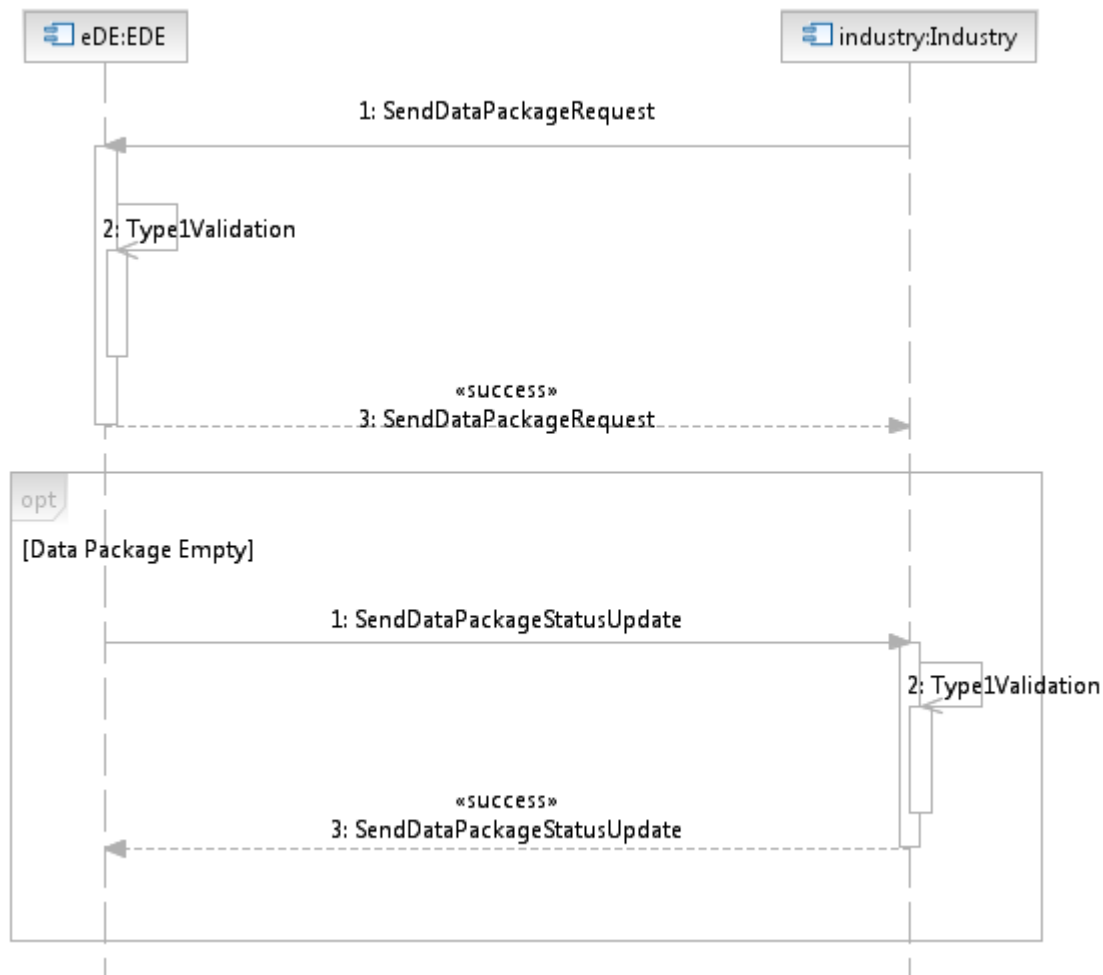 eDE:EDE
industry:Industry
1: SendDataPackageRequest
2: Type1Validation
«success»
3: SendDataPackageRequest
opt
[Data Package Empty]
1: SendDataPackageStatusUpdate
2: Type1Validation
«success»
3: SendDataPackageStatusUpdate